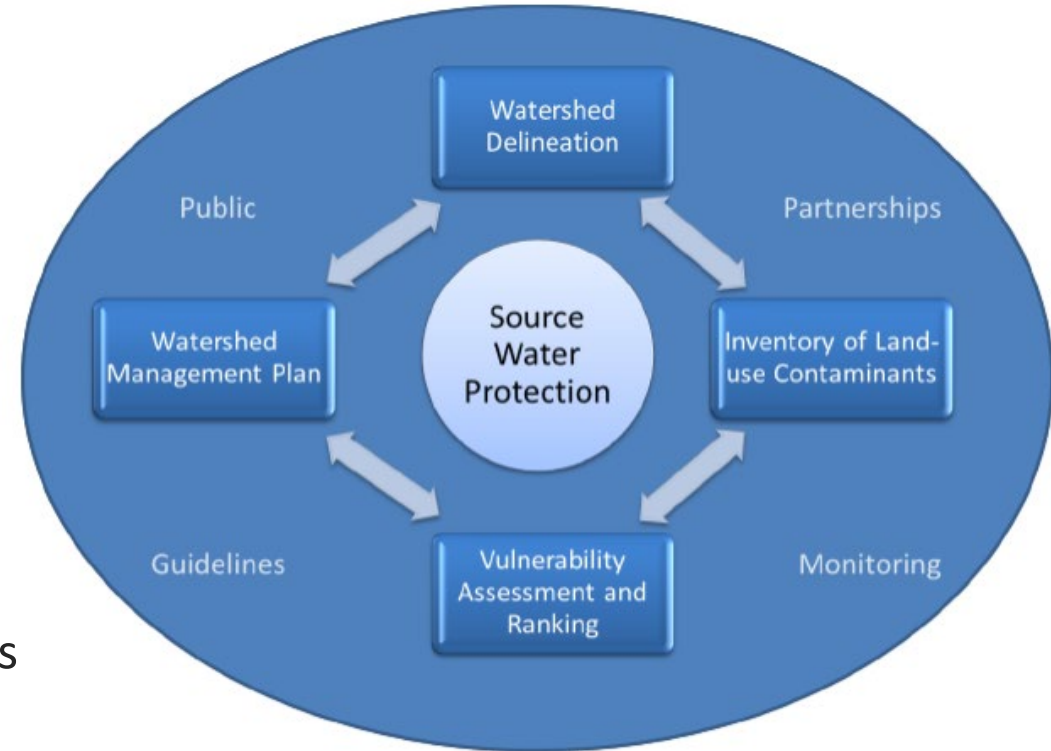 Watershed
Delineation
Public
Partnerships
Watershed
Management Plan
Source
Water
Protection
Inventory of Land-
use Contaminants
Guidelines
Vulnerability
Assessment and
Ranking
Monitoring
s